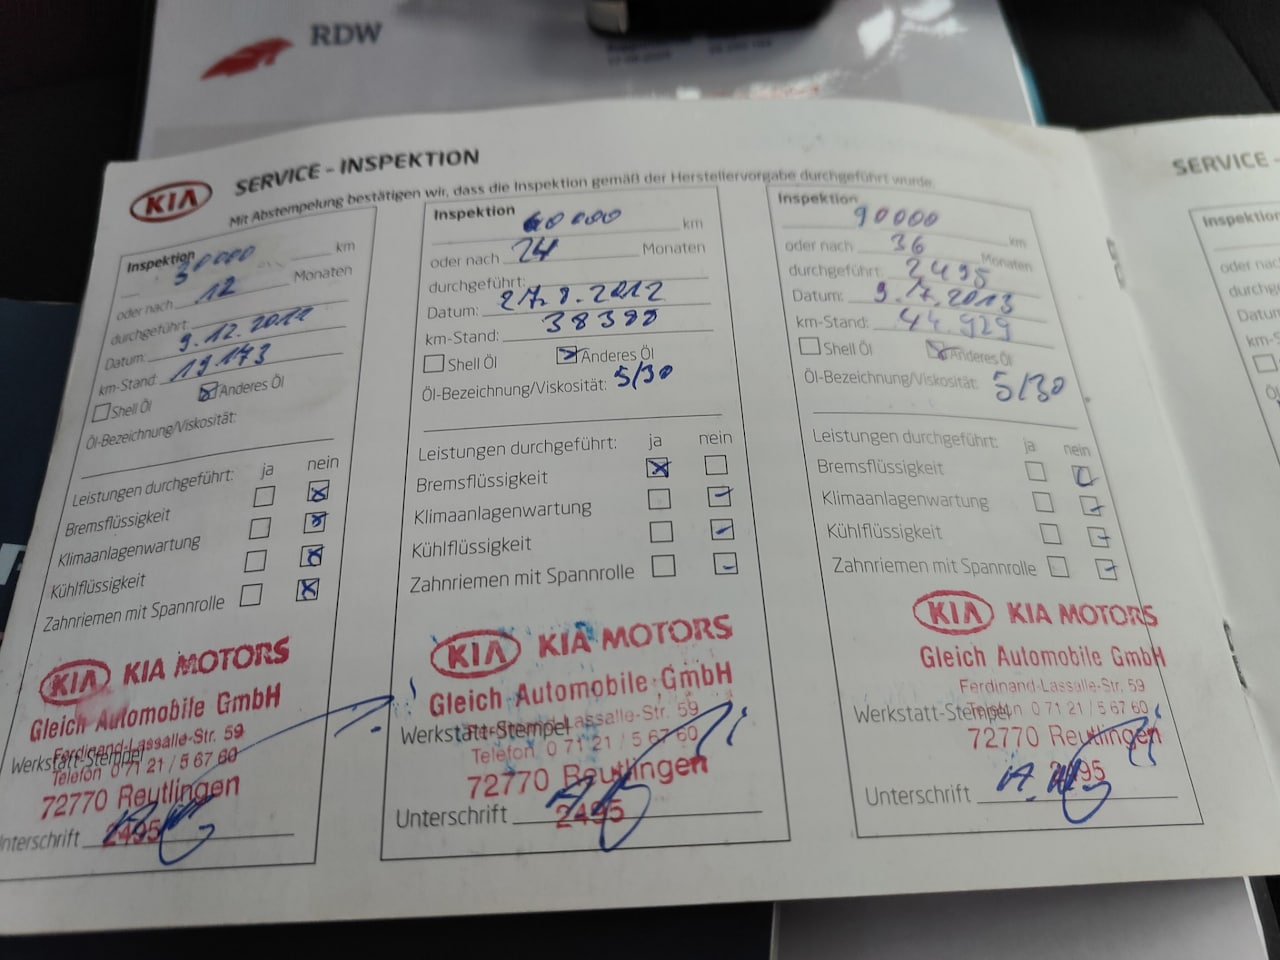 RDW
KIA
SERVICE - INSPEKTION
Mit Abstempelung bestätigen wir, dass die Inspektion gemäß der Herstellervorgabe durchgeführt wurde.
Inspektion 30000 km
oder nach 12 Monaten
durchgeführt:
Datum: 9.12.2011
km-Stand: 19.173
Shell Öl Anderes Öl
Öl-Bezeichnung/Viskosität:
Leistungen durchgeführt: ja nein
Bremsflüssigkeit
Klimaanlagenwartung
Kühlflüssigkeit
Zahnriemen mit Spannrolle
KIA KIA MOTORS
Gleich Automobile GmbH
Ferdinand-Lassalle-Str. 59
Werkstatt-Stempel
Telefon 0 71 21 / 5 67 60
72770 Reutlingen
Unterschrift 2495
Inspektion 60000 km
oder nach 24 Monaten
durchgeführt:
Datum: 27.8.2012
km-Stand: 38388
Shell Öl Anderes Öl
Öl-Bezeichnung/Viskosität: 5/30
Leistungen durchgeführt: ja nein
Bremsflüssigkeit
Klimaanlagenwartung
Kühlflüssigkeit
Zahnriemen mit Spannrolle
KIA KIA MOTORS
Gleich Automobile GmbH
Werkstatt-Stempel Lassalle-Str. 59
Telefon 0 71 21 / 5 67 60
72770 Reutlingen
Unterschrift 2495
Inspektion 90000 km
oder nach 36 Monaten
durchgeführt: 2495
Datum: 9.7.2013
km-Stand: 44.929
Shell Öl Anderes Öl
Öl-Bezeichnung/Viskosität: 5/30
Leistungen durchgeführt: ja nein
Bremsflüssigkeit
Klimaanlagenwartung
Kühlflüssigkeit
Zahnriemen mit Spannrolle
KIA KIA MOTORS
Gleich Automobile GmbH
Ferdinand-Lassalle-Str. 59
Werkstatt-Stempel Telefon 0 71 21 / 5 67 60
72770 Reutlingen
2495
Unterschrift
SERVICE -
Inspektion